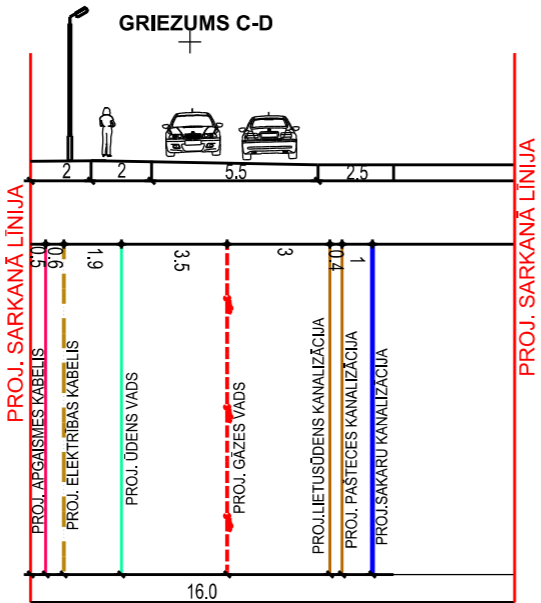 GRIEZUMS C-D
2
2
5.5
2.5
PROJ. SARKANĀ LĪNIJA
PROJ. SARKANĀ LĪNIJA
0.5
0.6
1.9
3.5
3
0.4
1
PROJ. APGAISMES KABELIS
PROJ. ELEKTRĪBAS KABELIS
PROJ. ŪDENS VADS
PROJ. GĀZES VADS
PROJ.LIETUSŪDENS KANALIZĀCIJA
PROJ. PAŠTECES KANALIZĀCIJA
PROJ.SAKARU KANALIZĀCIJA
16.0